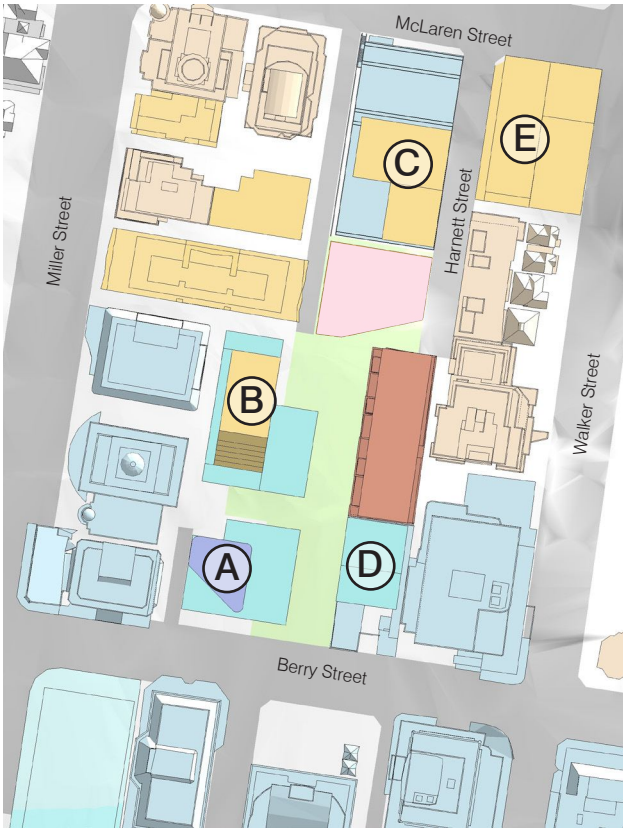 McLaren Street
E
C
Harnett Street
Miller Street
Walker Street
B
A
D
Berry Street